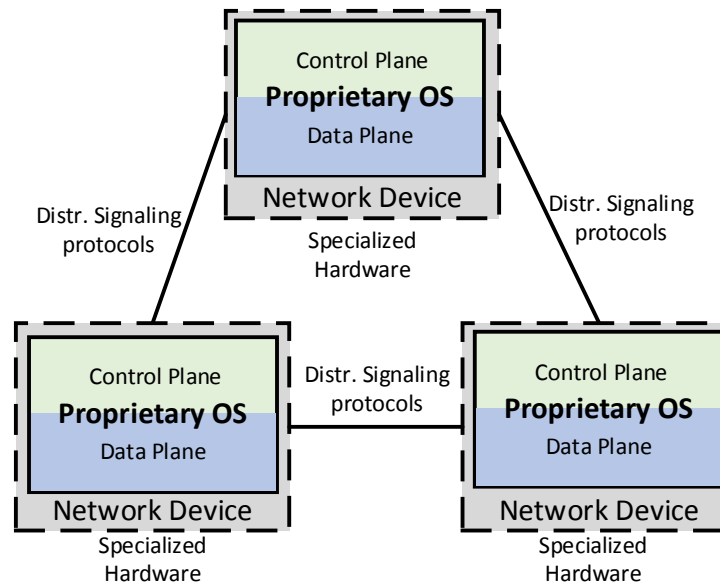 Control Plane
Proprietary OS
Data Plane
Network Device
Specialized
Hardware
Distr. Signaling
protocols
Distr. Signaling
protocols
Control Plane
Proprietary OS
Data Plane
Network Device
Specialized
Hardware
Distr. Signaling
protocols
Control Plane
Proprietary OS
Data Plane
Network Device
Specialized
Hardware